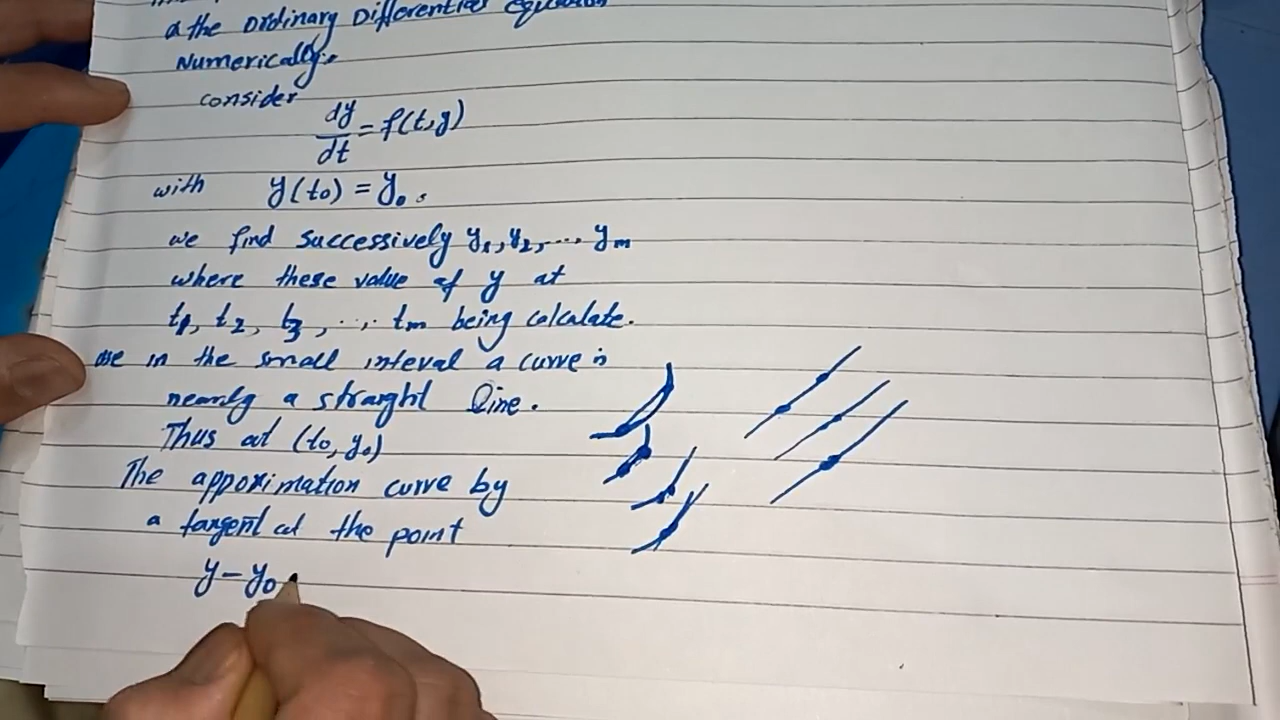 a the Ordinary Differential Equation
Numerically.
consider
dy/dt = f(t,y)
with y(t0) = y0.
we find successively y1, y2, .... ym
where these value of y at
t1, t2, t3, ..., tm being calculate.
in the small inteval a curve is
nearly a straight line.
Thus at (t0, y0)
The appoximation curve by
a tangent at the point
y - y0